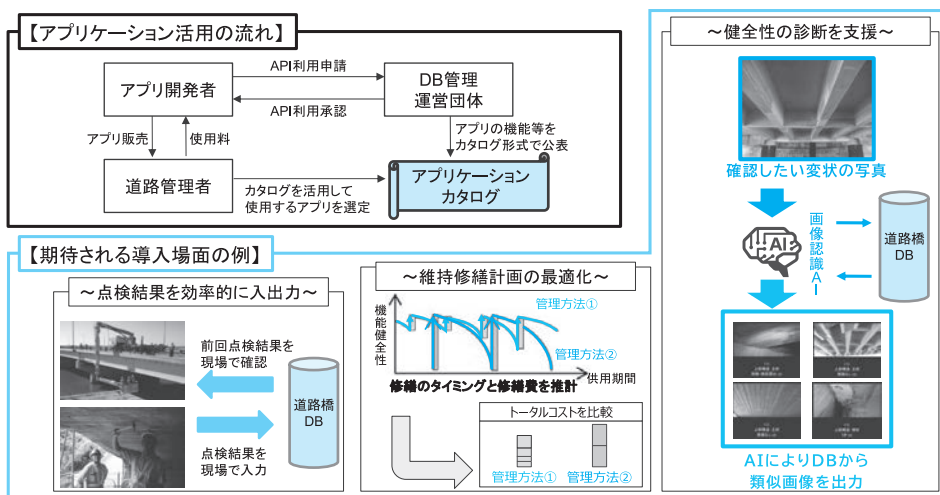 【アプリケーション活用の流れ】
アプリ開発者
API利用申請
API利用承認
DB管理
運営団体
アプリ販売
使用料
アプリの機能等を
カタログ形式で公表
道路管理者
カタログを活用して
使用するアプリを選定
アプリケーション
カタログ
【期待される導入場面の例】
～点検結果を効率的に入出力～
前回点検結果を
現場で確認
点検結果を
現場で入力
道路橋
DB
～維持修繕計画の最適化～
機能健全性
管理方法①
管理方法②
供用期間
修繕のタイミングと修繕費を推計
トータルコストを比較
管理方法①
管理方法②
～健全性の診断を支援～
確認したい変状の写真
AI
画像認識AI
道路橋
DB
AIによりDBから
類似画像を出力